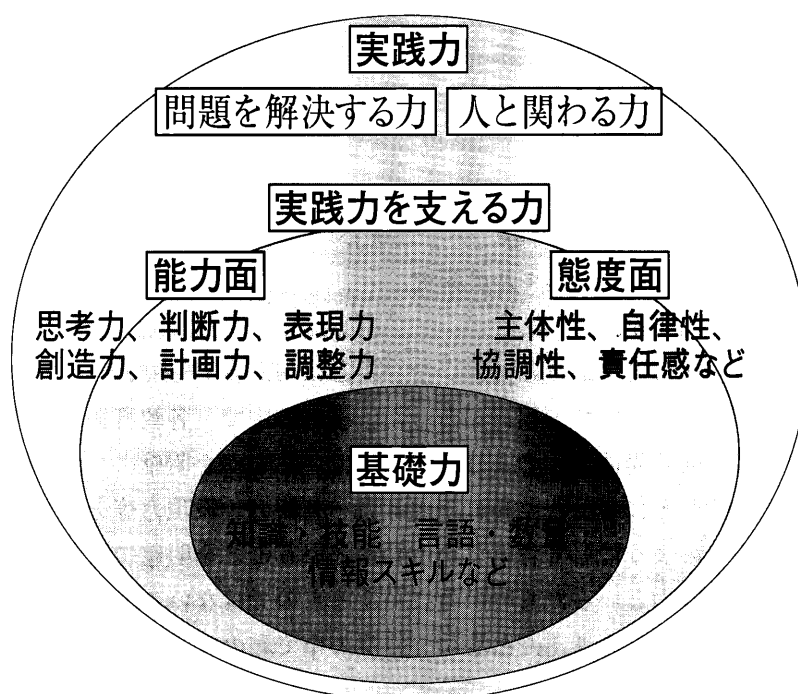 実践力
問題を解決する力 人と関わる力
実践力を支える力
能力面 態度面
思考力、判断力、表現力 主体性、自律性、
創造力、計画力、調整力 協調性、責任感など
基礎力
知識・技能 言語・数量・
情報スキルなど